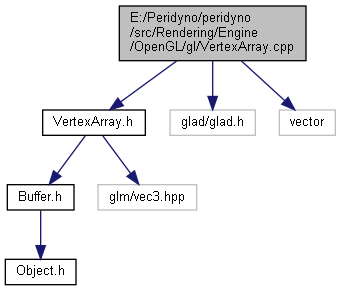 E:/Peridyno/peridyno
/src/Rendering/Engine
/OpenGL/gl/VertexArray.cpp
VertexArray.h
glad/glad.h
vector
Buffer.h
glm/vec3.hpp
Object.h